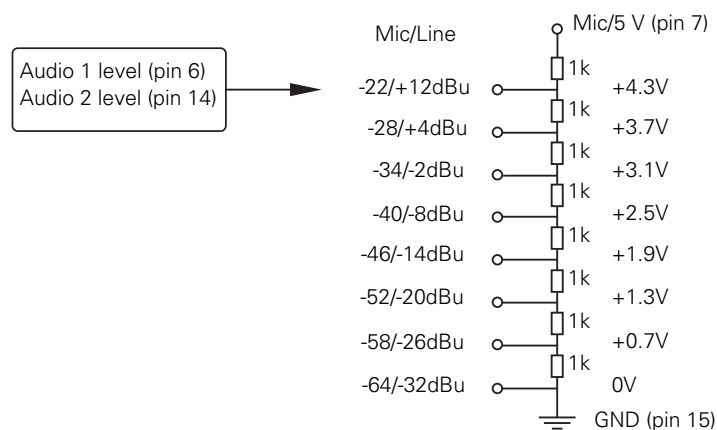 Mic/Line
Mic/5 V (pin 7)
Audio 1 level (pin 6)
Audio 2 level (pin 14)
1k
-22/+12dBu
+4.3V
1k
-28/+4dBu
+3.7V
1k
-34/-2dBu
+3.1V
1k
-40/-8dBu
+2.5V
1k
-46/-14dBu
+1.9V
1k
-52/-20dBu
+1.3V
1k
-58/-26dBu
+0.7V
1k
-64/-32dBu
0V
GND (pin 15)